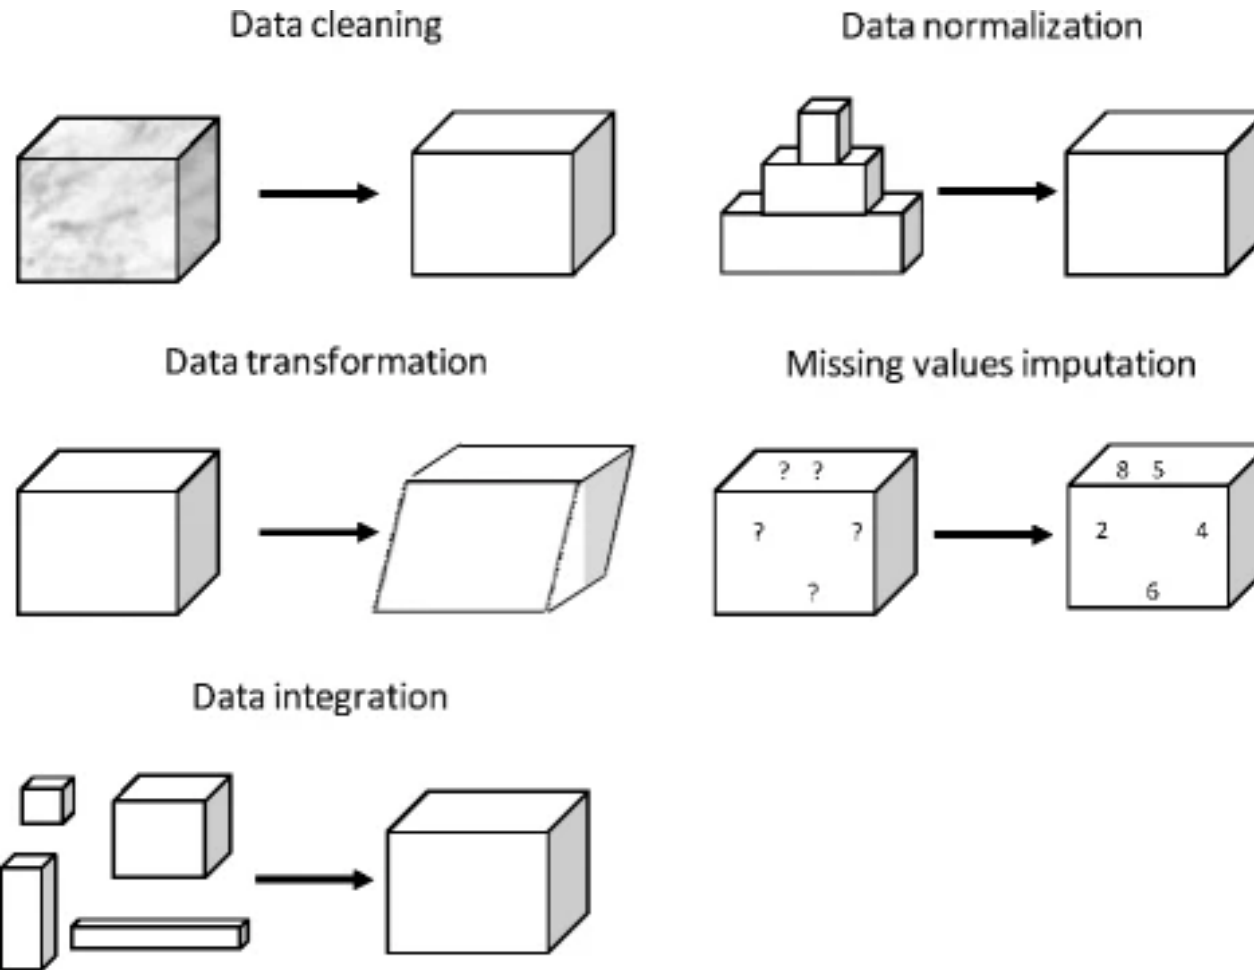 Data cleaning
Data normalization
Data transformation
Missing values imputation
? ?
? ?
?
8 5
2 4
6
Data integration